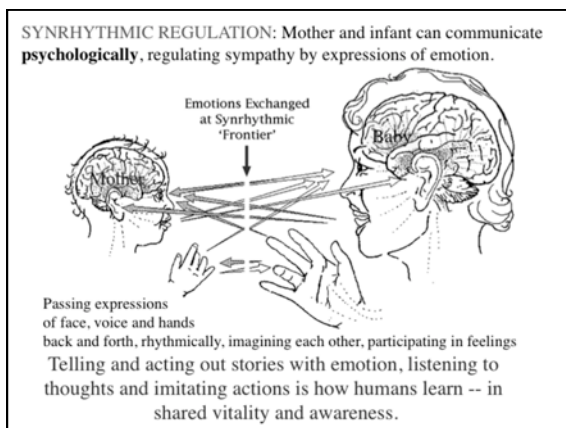 SYNRHYTHMIC REGULATION: Mother and infant can communicate
psychologically, regulating sympathy by expressions of emotion.
Emotions Exchanged
at Synrhythmic
'Frontier'
Baby
Mother
Passing expressions
of face, voice and hands
back and forth, rhythmically, imagining each other, participating in feelings
Telling and acting out stories with emotion, listening to
thoughts and imitating actions is how humans learn -- in
shared vitality and awareness.